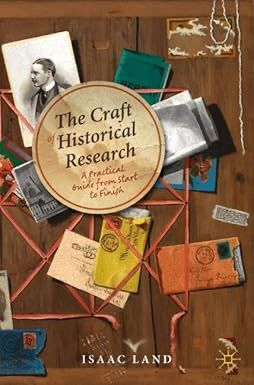 The Craft
of Historical
Research
A Practical
Guide from Start
to Finish
ISAAC LAND